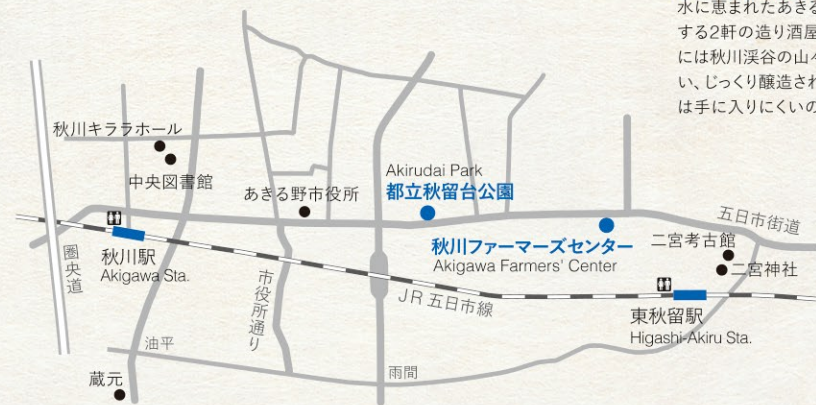 水に恵まれたあきる
する2軒の造り酒屋
には秋川渓谷の山々
い、じっくり醸造され
は手に入りにくいの
秋川キララホール
中央図書館
あきる野市役所
Akirudai Park
都立秋留台公園
五日市街道
秋川ファーマーズセンター
Akigawa Farmers' Center
二宮考古館
二宮神社
圏央道
秋川駅
Akigawa Sta.
市役所通り
JR 五日市線
東秋留駅
Higashi-Akiru Sta.
油平
雨間
蔵元